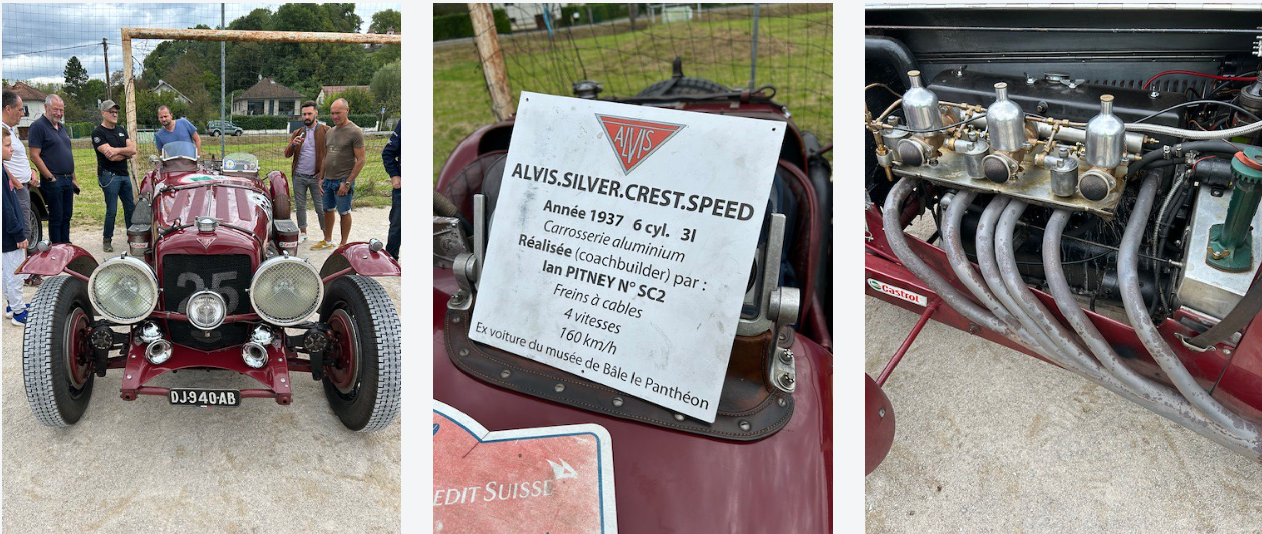 ALVIS
25
DJ-940-AB
ALVIS
ALVIS.SILVER.CREST.SPEED
Année 1937 6 cyl. 3l
Carrosserie aluminium
Réalisée (coachbuilder) par :
Ian PITNEY N° SC2
Freins à cables
4 vitesses
160 km/h
Ex voiture du musée de Bâle le Panthéon
EDIT SUISSE
Castrol